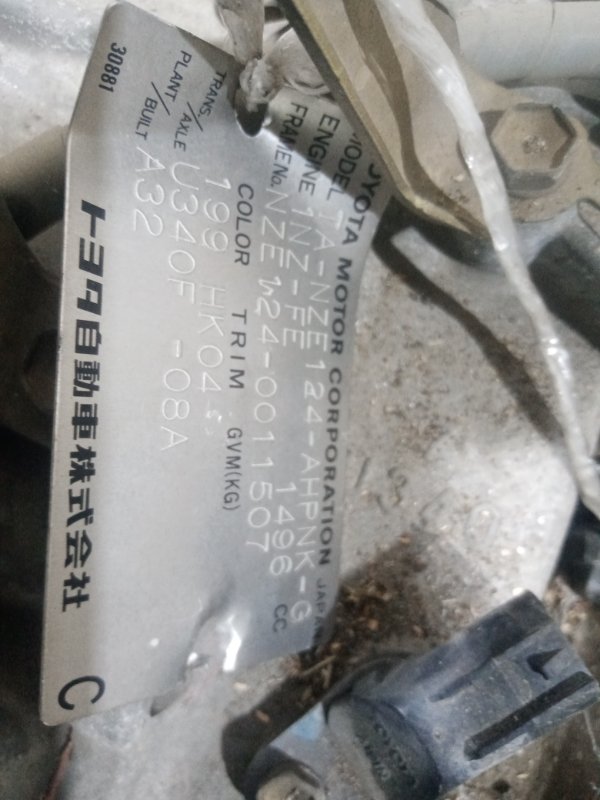 TOYOTA MOTOR CORPORATION JAPAN
MODEL TA-NZE124-AHPNK-G
ENGINE 1NZ-FE 1496 CC
FRAME No. NZE124-0011507
COLOR TRIM GVM(KG)
199 HK04
TRANS./AXLE U340F -08A
PLANT/BUILT A32
30881
トヨタ自動車株式会社 C